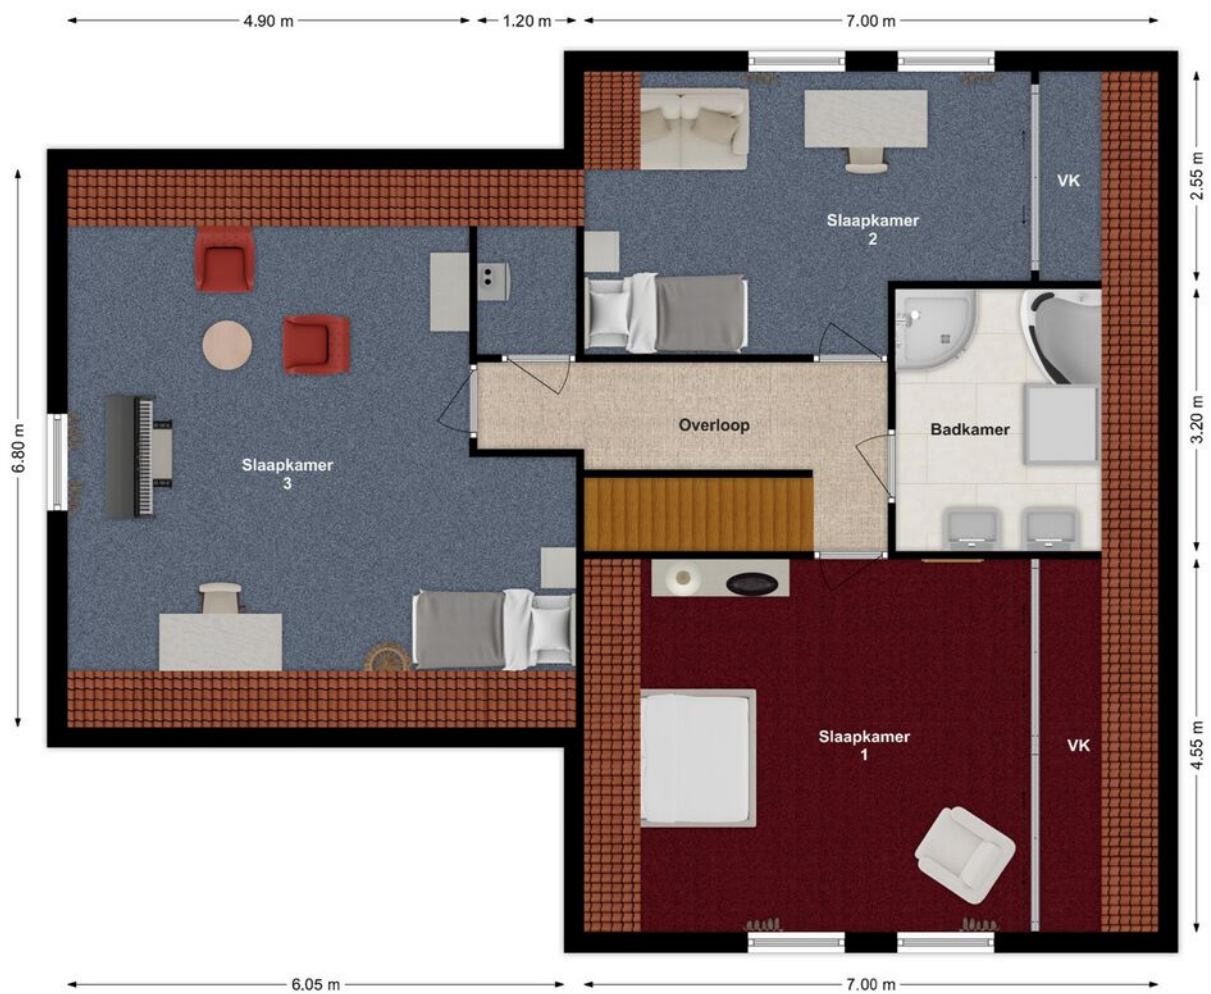 4.90 m
1.20 m
7.00 m
2.55 m
VK
Slaapkamer
2
3.20 m
6.80 m
Overloop
Badkamer
Slaapkamer
3
Slaapkamer
1
VK
4.55 m
6.05 m
7.00 m